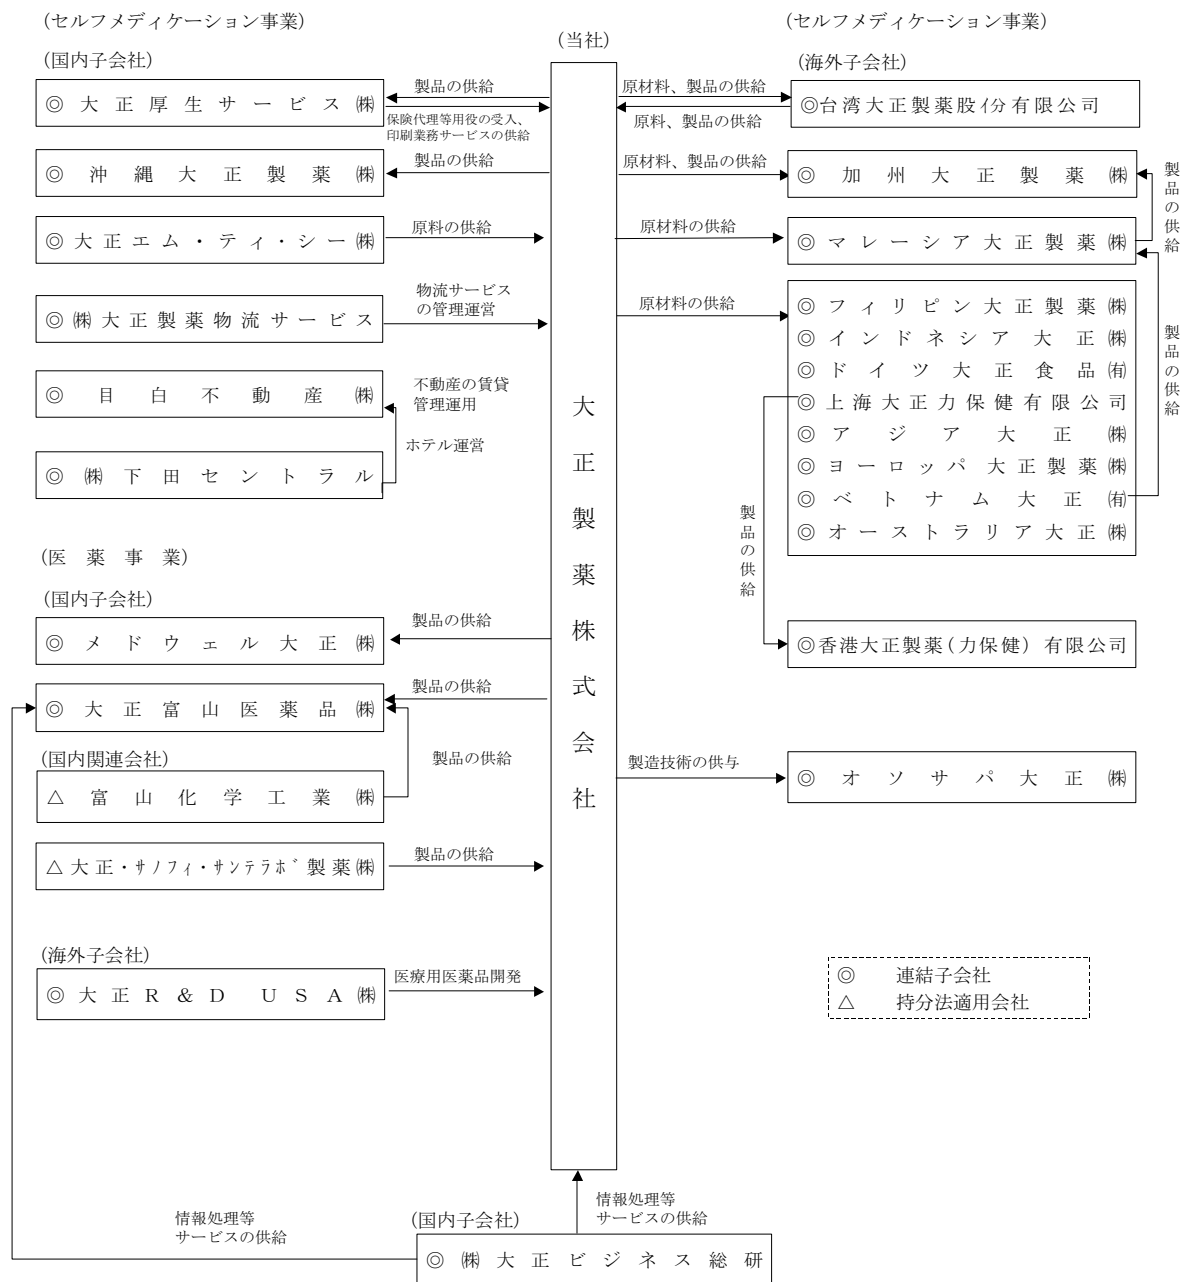 (セルフメディケーション事業)
(国内子会社)
◎ 大正厚生サービス㈱
製品の供給
保険代理等用役の受入、
印刷業務サービスの供給
◎ 沖縄大正製薬㈱
製品の供給
◎ 大正エム・ティ・シー㈱
原料の供給
◎ ㈱大正製薬物流サービス
物流サービス
の管理運営
◎ 目白不動産㈱
不動産の賃貸
管理運用
ホテル運営
◎ ㈱下田セントラル
(医薬事業)
(国内子会社)
◎ メドウェル大正㈱
製品の供給
◎ 大正富山医薬品㈱
製品の供給
(国内関連会社)
製品の供給
△ 富山化学工業㈱
△ 大正・ｻﾉﾌｨ・ｻﾝﾃﾗﾎﾞ製薬㈱
製品の供給
(海外子会社)
◎ 大正R&D USA㈱
医療用医薬品開発
(当社)
大正製薬株式会社
(セルフメディケーション事業)
(海外子会社)
原材料、製品の供給
◎台湾大正製薬股份有限公司
原料、製品の供給
原材料、製品の供給
◎ 加州大正製薬㈱
製品の供給
原材料の供給
◎ マレーシア大正製薬㈱
原材料の供給
◎ フィリピン大正製薬㈱
◎ インドネシア大正㈱
◎ ドイツ大正食品㈲
◎ 上海大正力保健有限公司
◎ アジア大正㈱
◎ ヨーロッパ大正製薬㈱
◎ ベトナム大正㈲
◎ オーストラリア大正㈱
製品の供給
製品の供給
◎香港大正製薬(力保健)有限公司
製造技術の供与
◎ オソサパ大正㈱
◎ 連結子会社
△ 持分法適用会社
情報処理等
サービスの供給
情報処理等
サービスの供給
(国内子会社)
◎ ㈱大正ビジネス総研